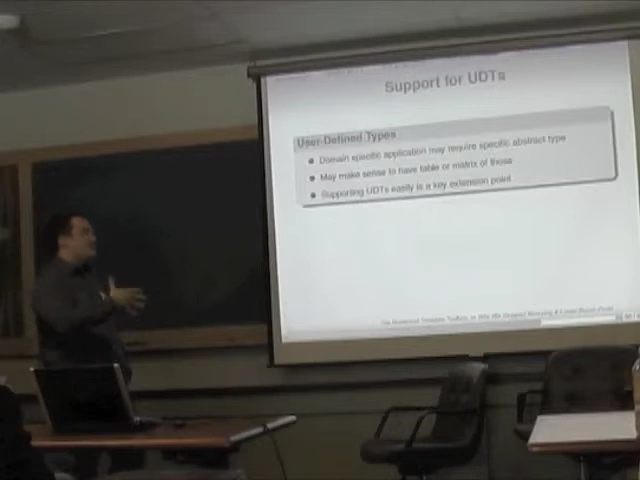 Support for UDTs
User-Defined Types
Domain specific application may require specific abstract type
May make sense to have table or matrix of those
Supporting UDTs easily is a key extension point